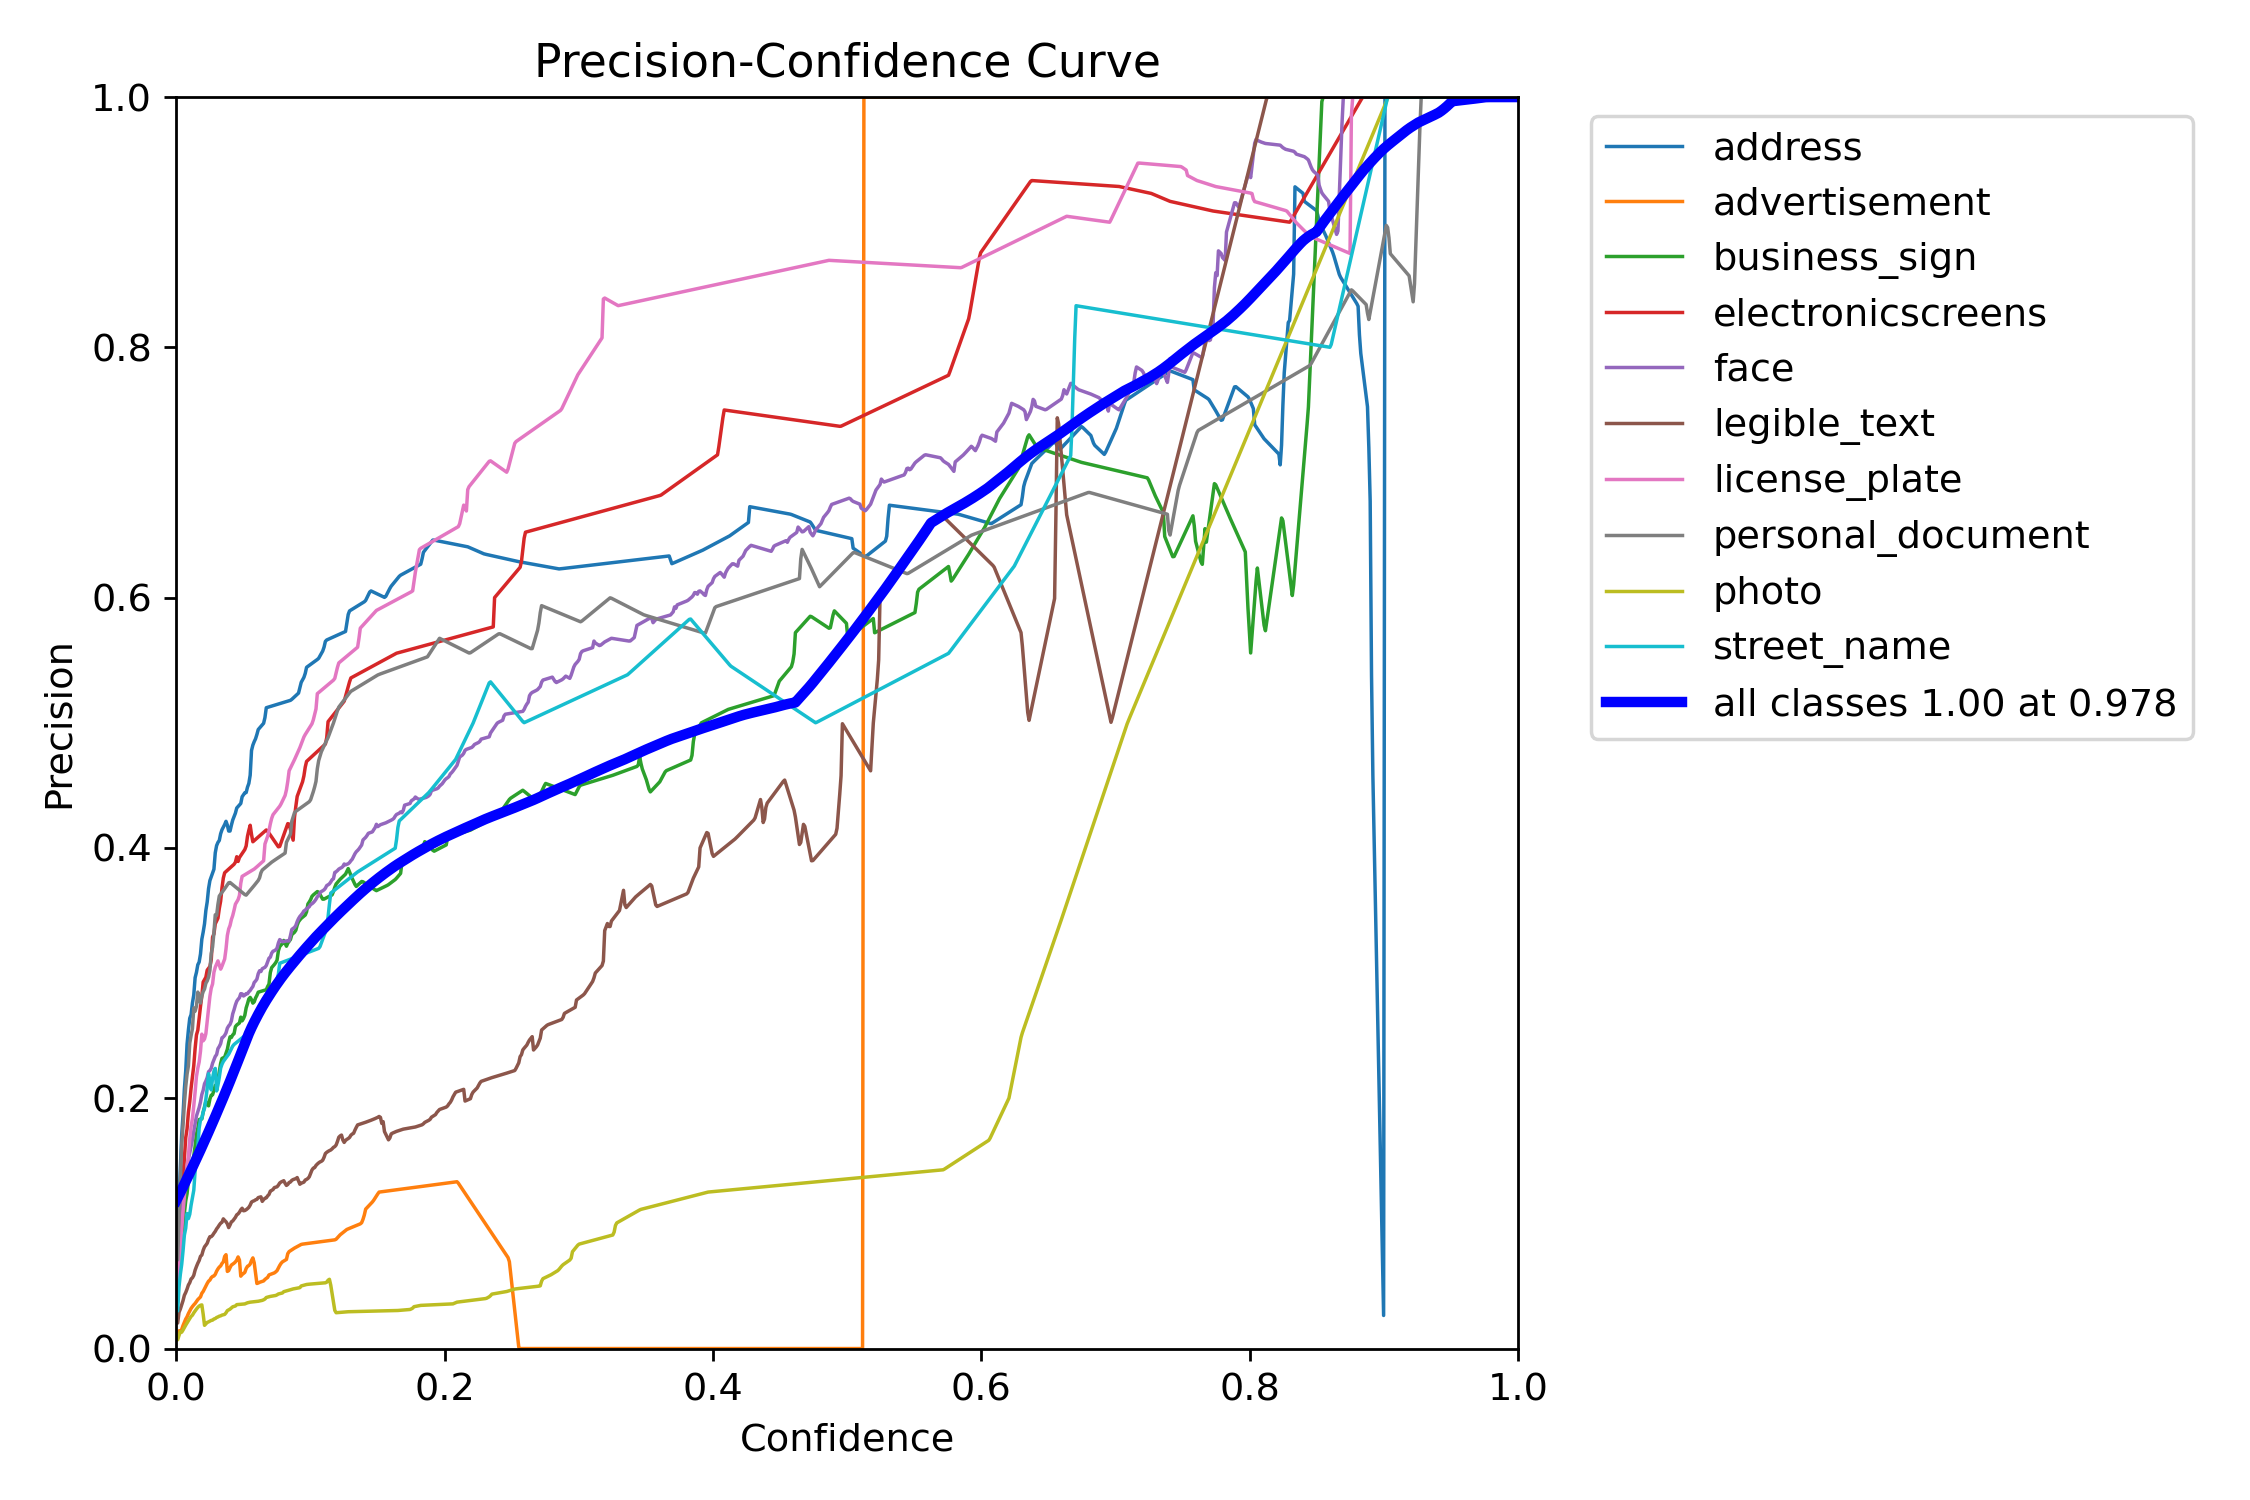 Precision-Confidence Curve
1.0
0.8
0.6
0.4
0.2
0.0
Precision
0.0 0.2 0.4 0.6 0.8 1.0
Confidence
address
advertisement
business_sign
electronicscreens
face
legible_text
license_plate
personal_document
photo
street_name
all classes 1.00 at 0.978